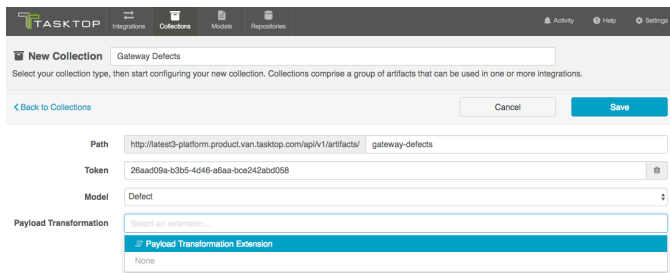 TASKTOP
Integrations
Collections
Models
Repositories
Activity
Help
Settings
New Collection
Gateway Defects
Select your collection type, then start configuring your new collection. Collections comprise a group of artifacts that can be used in one or more integrations.
Back to Collections
Cancel
Save
Path
http://latest3-platform.product.van.tasktop.com/api/v1/artifacts/
gateway-defects
Token
26aad09a-b3b5-4d46-a6aa-bce242abd058
Model
Defect
Payload Transformation
Select an extension...
Payload Transformation Extension
None